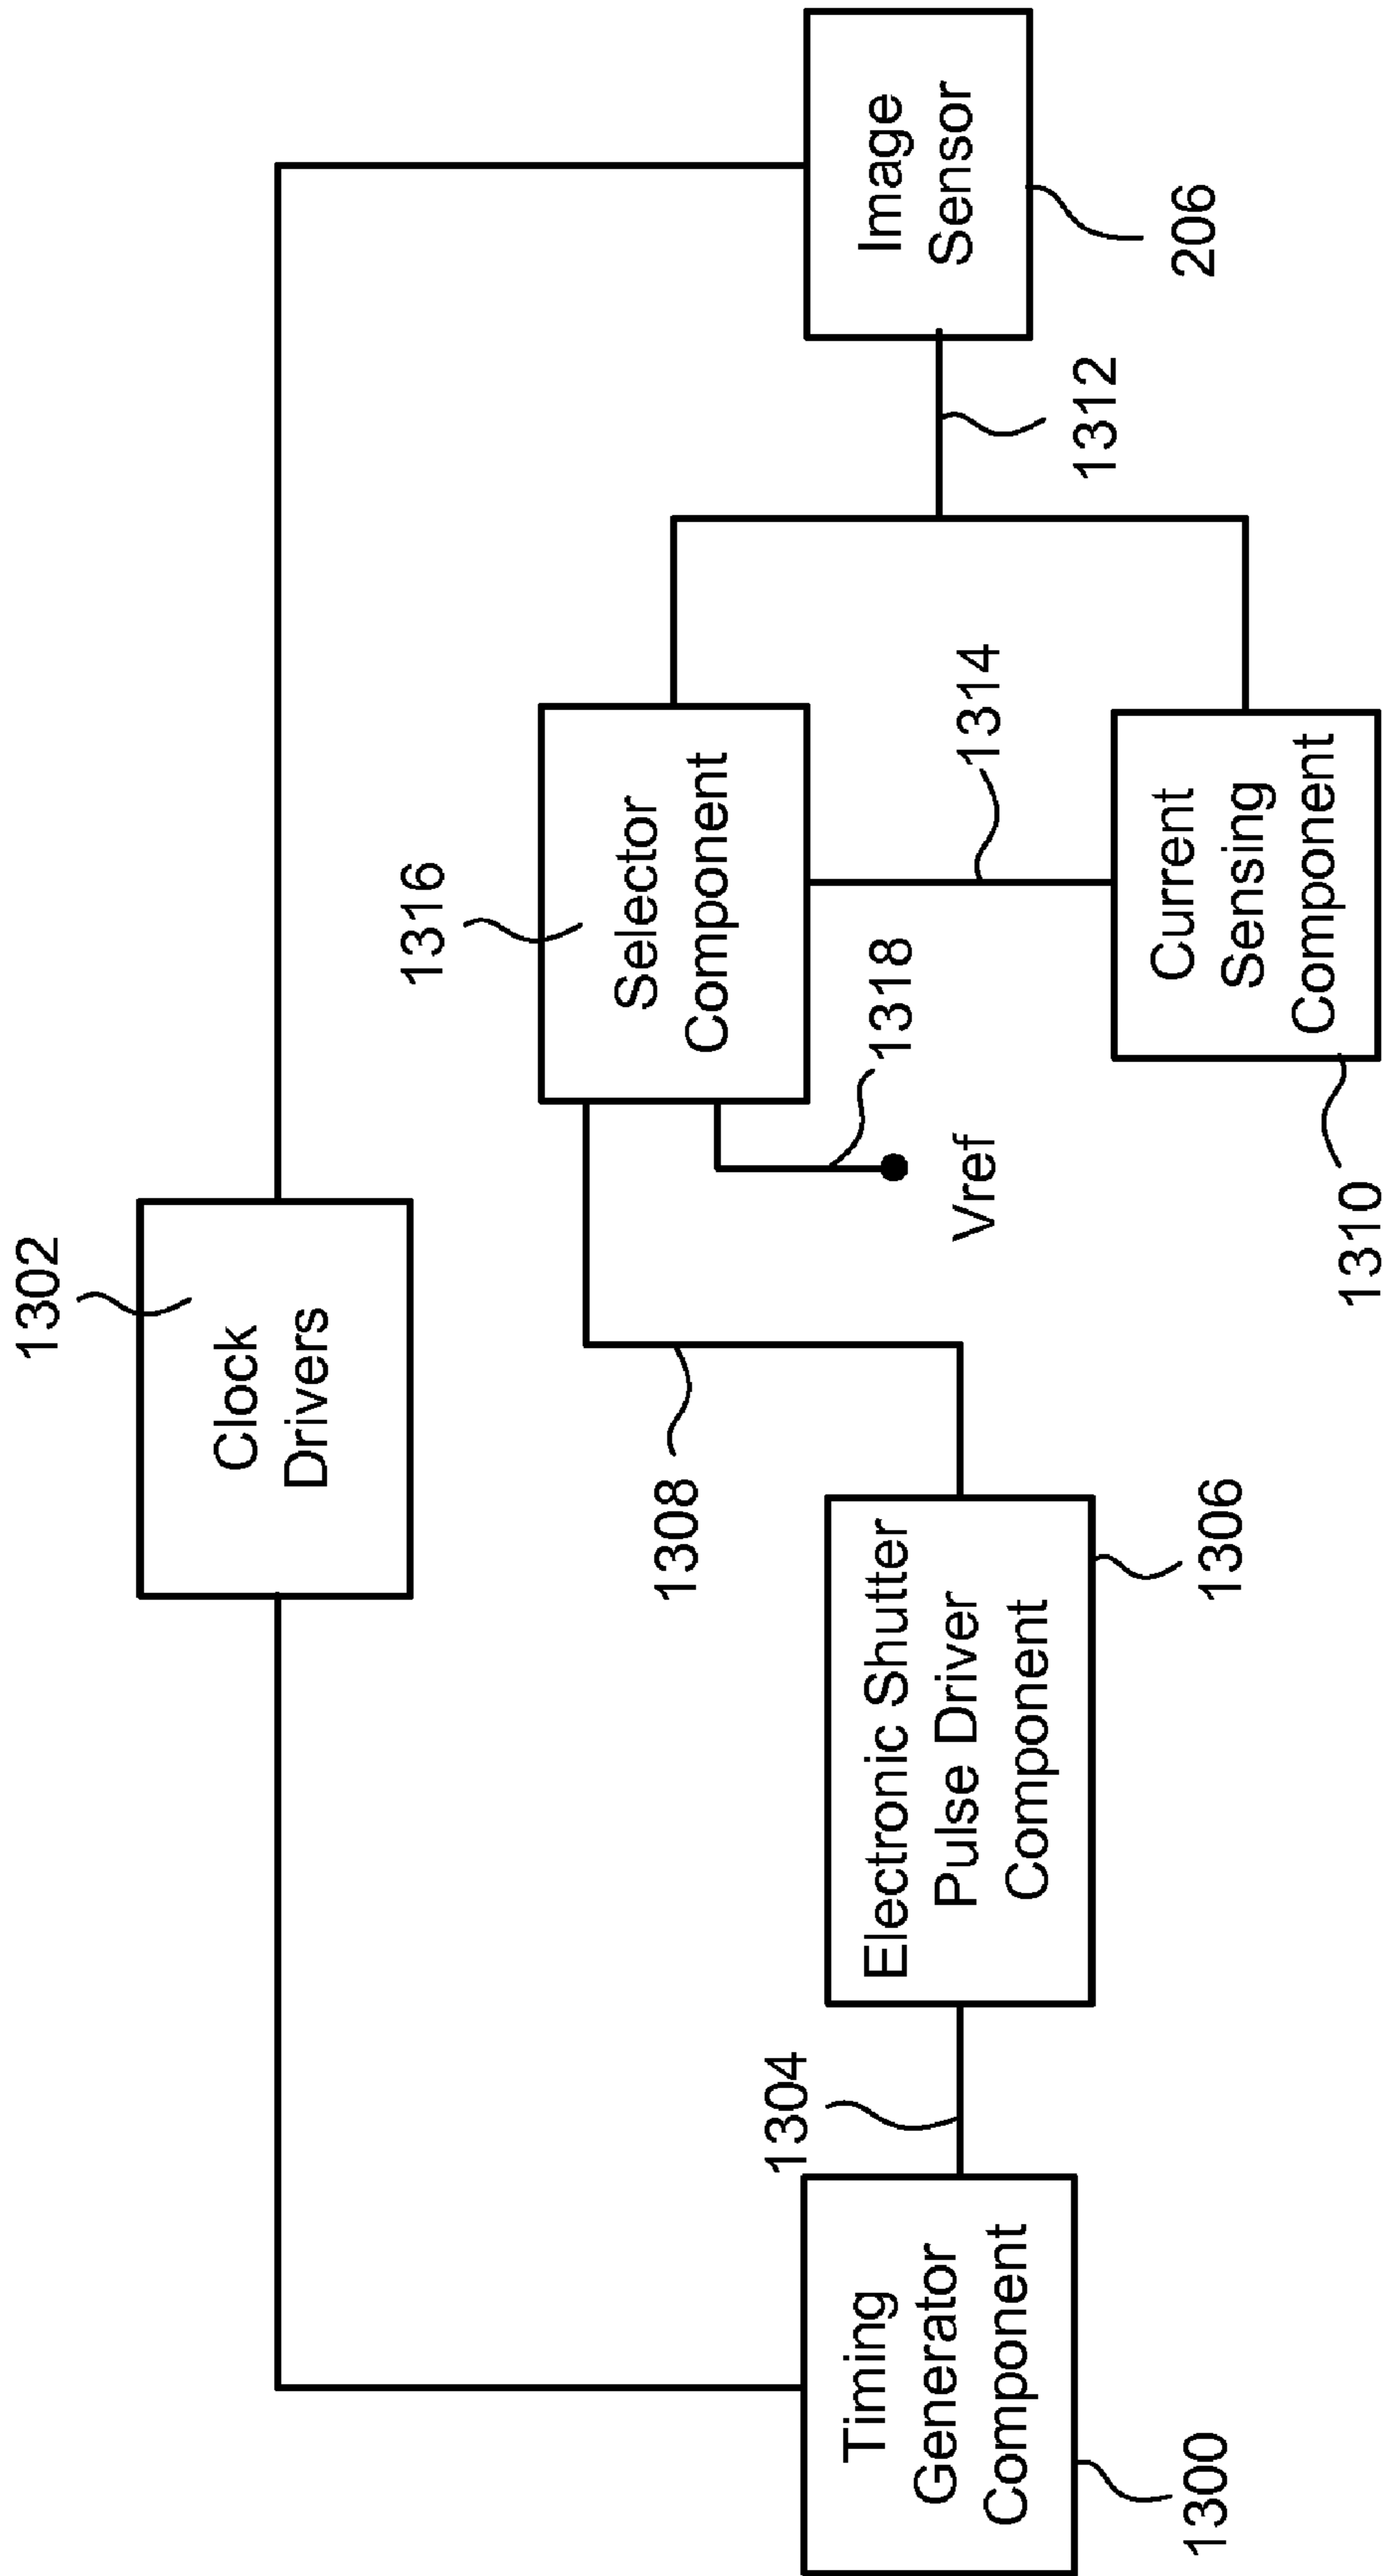 1302
Clock
Drivers
1316
Selector
Component
Image
Sensor
206
1312
1314
1318
Vref
Current
Sensing
Component
1310
1308
Electronic Shutter
Pulse Driver
Component
1306
1304
Timing
Generator
Component
1300